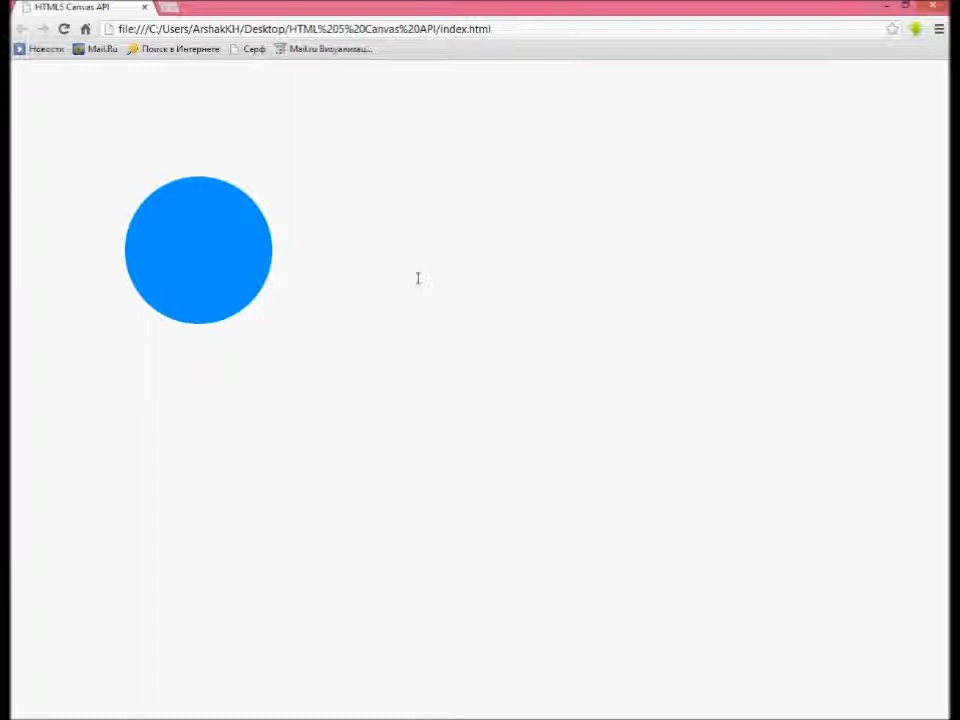 HTML5 Canvas API
file:///C:/Users/ArshakKH/Desktop/HTML%205%20Canvas%20API/index.html
Новости Mail.Ru Поиск в Интернете Серф Mail.ru Визуализац...